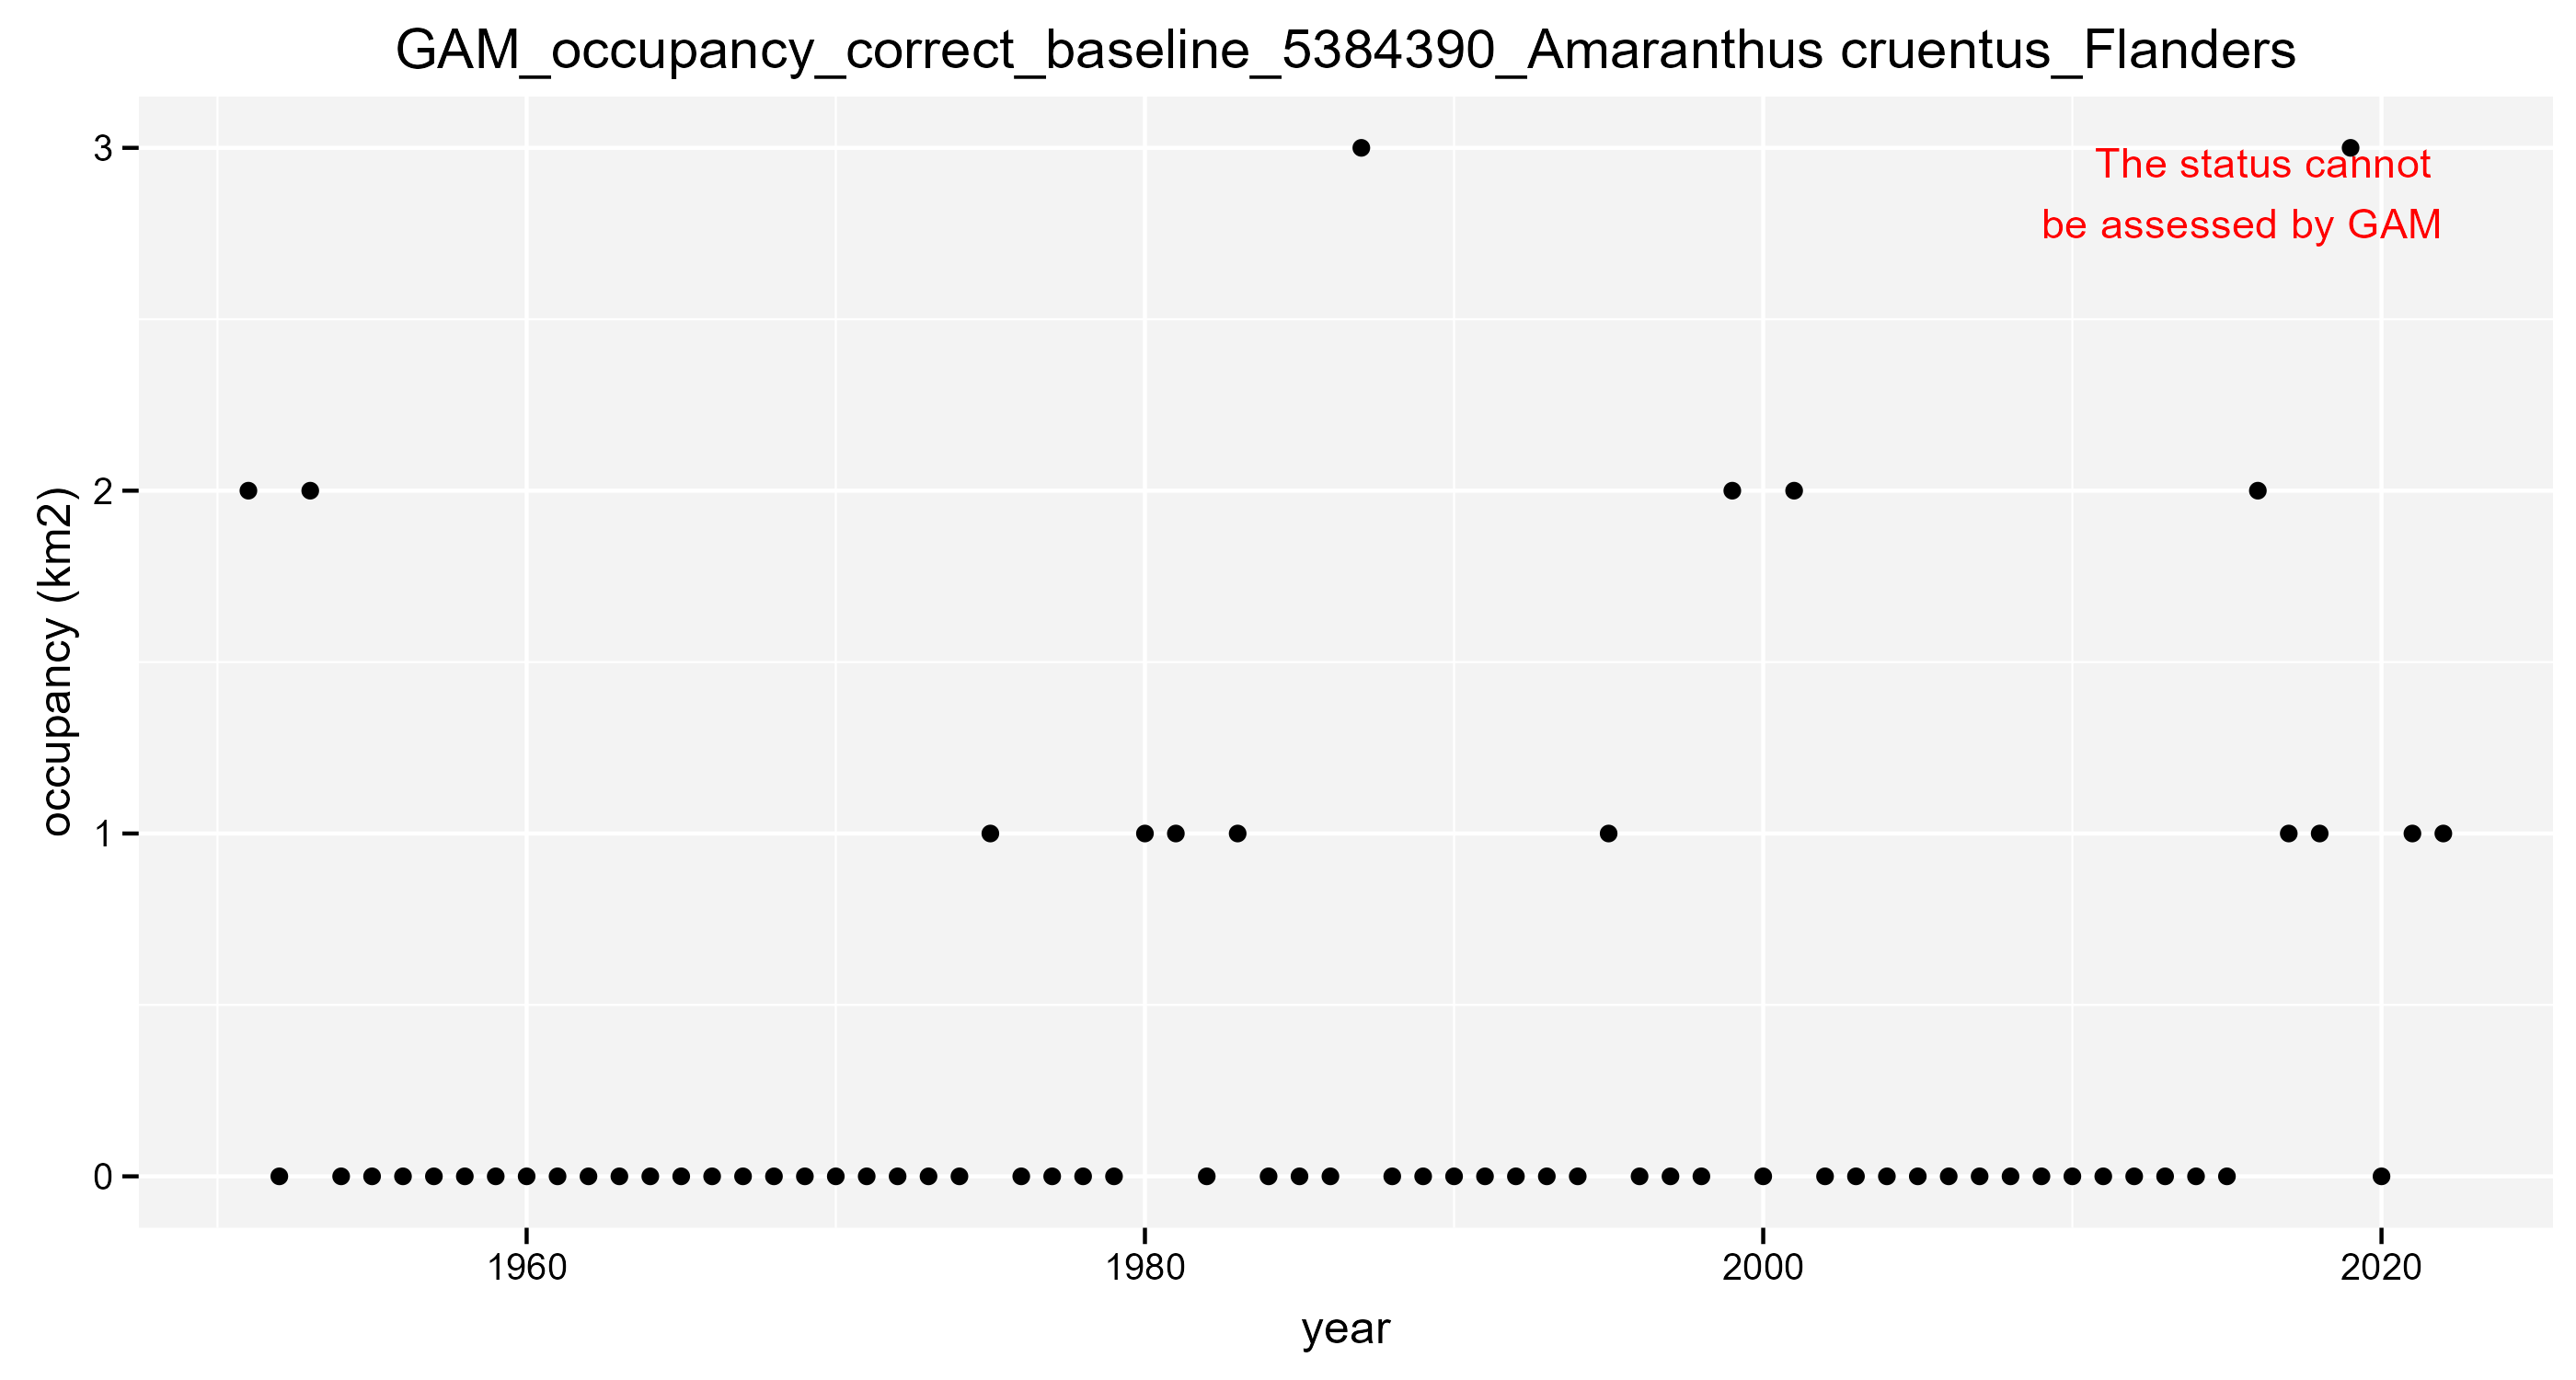 GAM_occupancy_correct_baseline_5384390_Amaranthus cruentus_Flanders
3
The status cannot
be assessed by GAM
2
occupancy (km2)
1
0
1960 1980 2000 2020
year